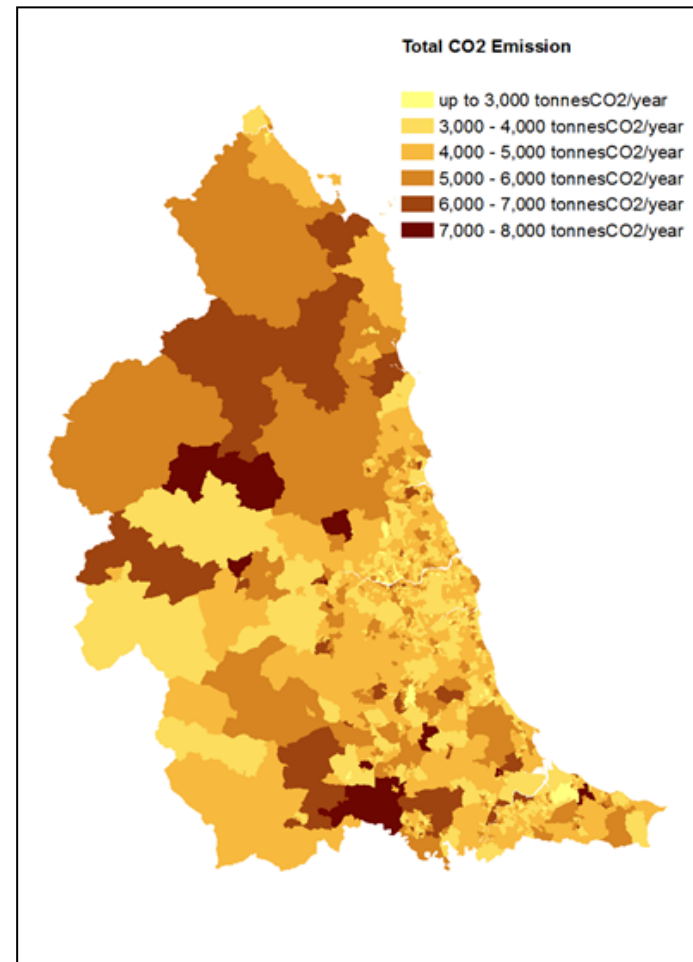 Total CO2 Emission
up to 3,000 tonnesCO2/year
3,000 - 4,000 tonnesCO2/year
4,000 - 5,000 tonnesCO2/year
5,000 - 6,000 tonnesCO2/year
6,000 - 7,000 tonnesCO2/year
7,000 - 8,000 tonnesCO2/year